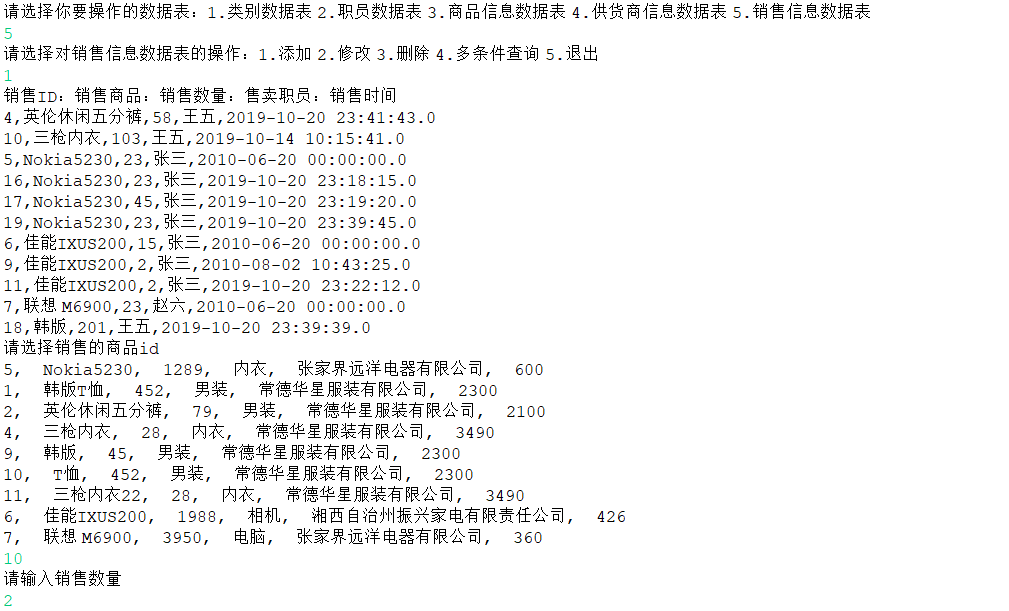 请选择你要操作的数据表：1.类别数据表 2.职员数据表 3.商品信息数据表 4.供货商信息数据表 5.销售信息数据表
5
请选择对销售信息数据表的操作：1.添加 2.修改 3.删除 4.多条件查询 5.退出
1
销售ID：销售商品：销售数量：售卖职员：销售时间
4,英伦休闲五分裤,58,王五,2019-10-20 23:41:43.0
10,三枪内衣,103,王五,2019-10-14 10:15:41.0
5,Nokia5230,23,张三,2010-06-20 00:00:00.0
16,Nokia5230,23,张三,2019-10-20 23:18:15.0
17,Nokia5230,45,张三,2019-10-20 23:19:20.0
19,Nokia5230,23,张三,2019-10-20 23:39:45.0
6,佳能IXUS200,15,张三,2010-06-20 00:00:00.0
9,佳能IXUS200,2,张三,2010-08-02 10:43:25.0
11,佳能IXUS200,2,张三,2019-10-20 23:22:12.0
7,联想M6900,23,赵六,2010-06-20 00:00:00.0
18,韩版,201,王五,2019-10-20 23:39:39.0
请选择销售的商品id
5,  Nokia5230,  1289,  内衣,  张家界远洋电器有限公司,  600
1,  韩版T恤,  452,  男装,  常德华星服装有限公司,  2300
2,  英伦休闲五分裤,  79,  男装,  常德华星服装有限公司,  2100
4,  三枪内衣,  28,  内衣,  常德华星服装有限公司,  3490
9,  韩版,  45,  男装,  常德华星服装有限公司,  2300
10,  T恤,  452,  男装,  常德华星服装有限公司,  2300
11,  三枪内衣22,  28,  内衣,  常德华星服装有限公司,  3490
6,  佳能IXUS200,  1988,  相机,  湘西自治州振兴家电有限责任公司,  426
7,  联想M6900,  3950,  电脑,  张家界远洋电器有限公司,  360
10
请输入销售数量
2